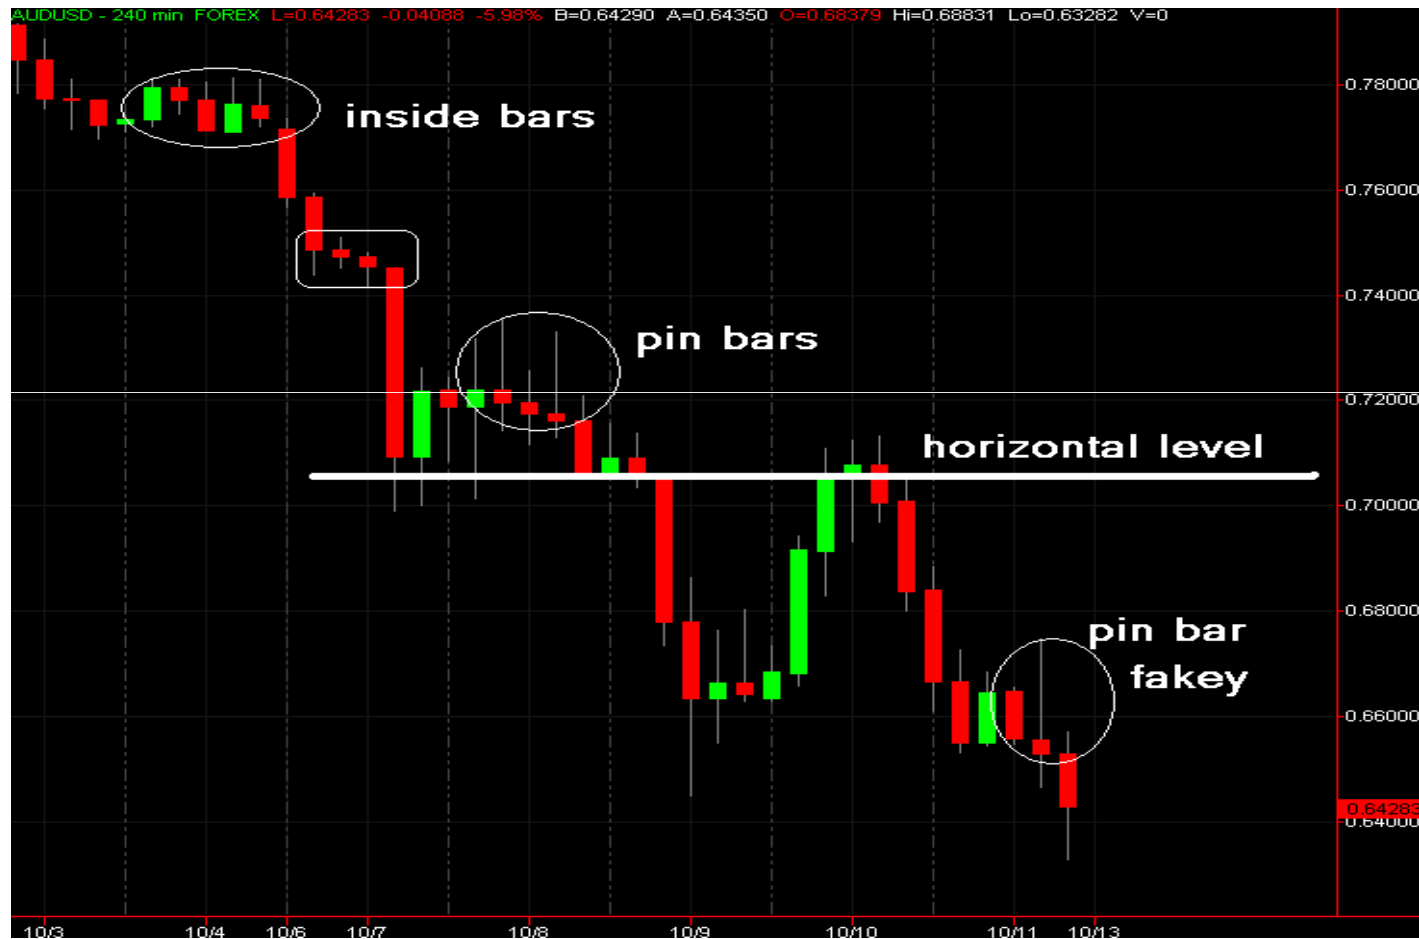 AUDUSD - 240 min FOREX L=0.64283 -0.04088 -5.98% B=0.64290 A=0.64350 O=0.68379 Hi=0.68831 Lo=0.63282 V=0
0.78000
inside bars
0.76000
0.74000
pin bars
0.72000
horizontal level
0.70000
0.68000
pin bar
fakey
0.66000
0.64283
0.64000
10/3 10/4 10/6 10/7 10/8 10/9 10/10 10/11 10/13